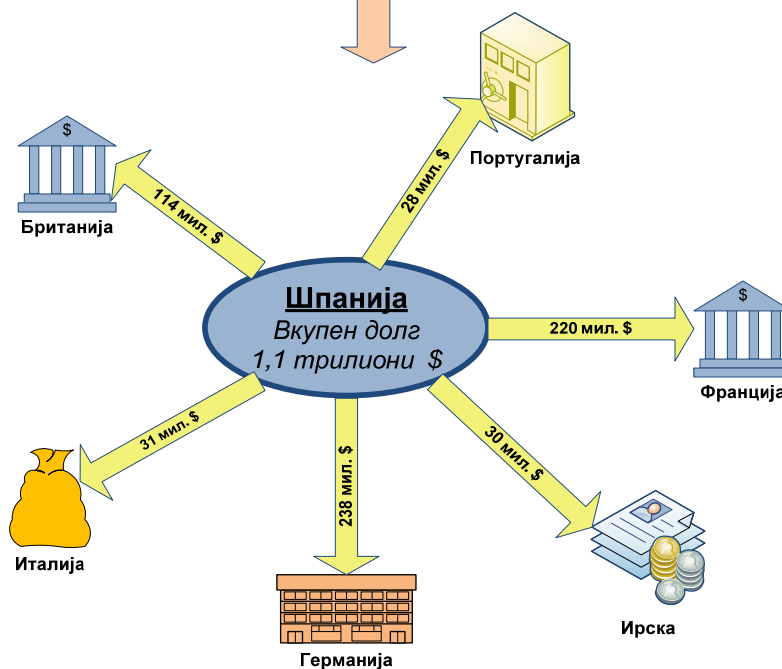 $
Португалија
28 мил. $
114 мил. $
Британија
Шпанија
Вкупен долг
1,1 трилиони $
$
220 мил. $
Франција
31 мил. $
30 мил. $
238 мил. $
Италија
Ирска
Германија